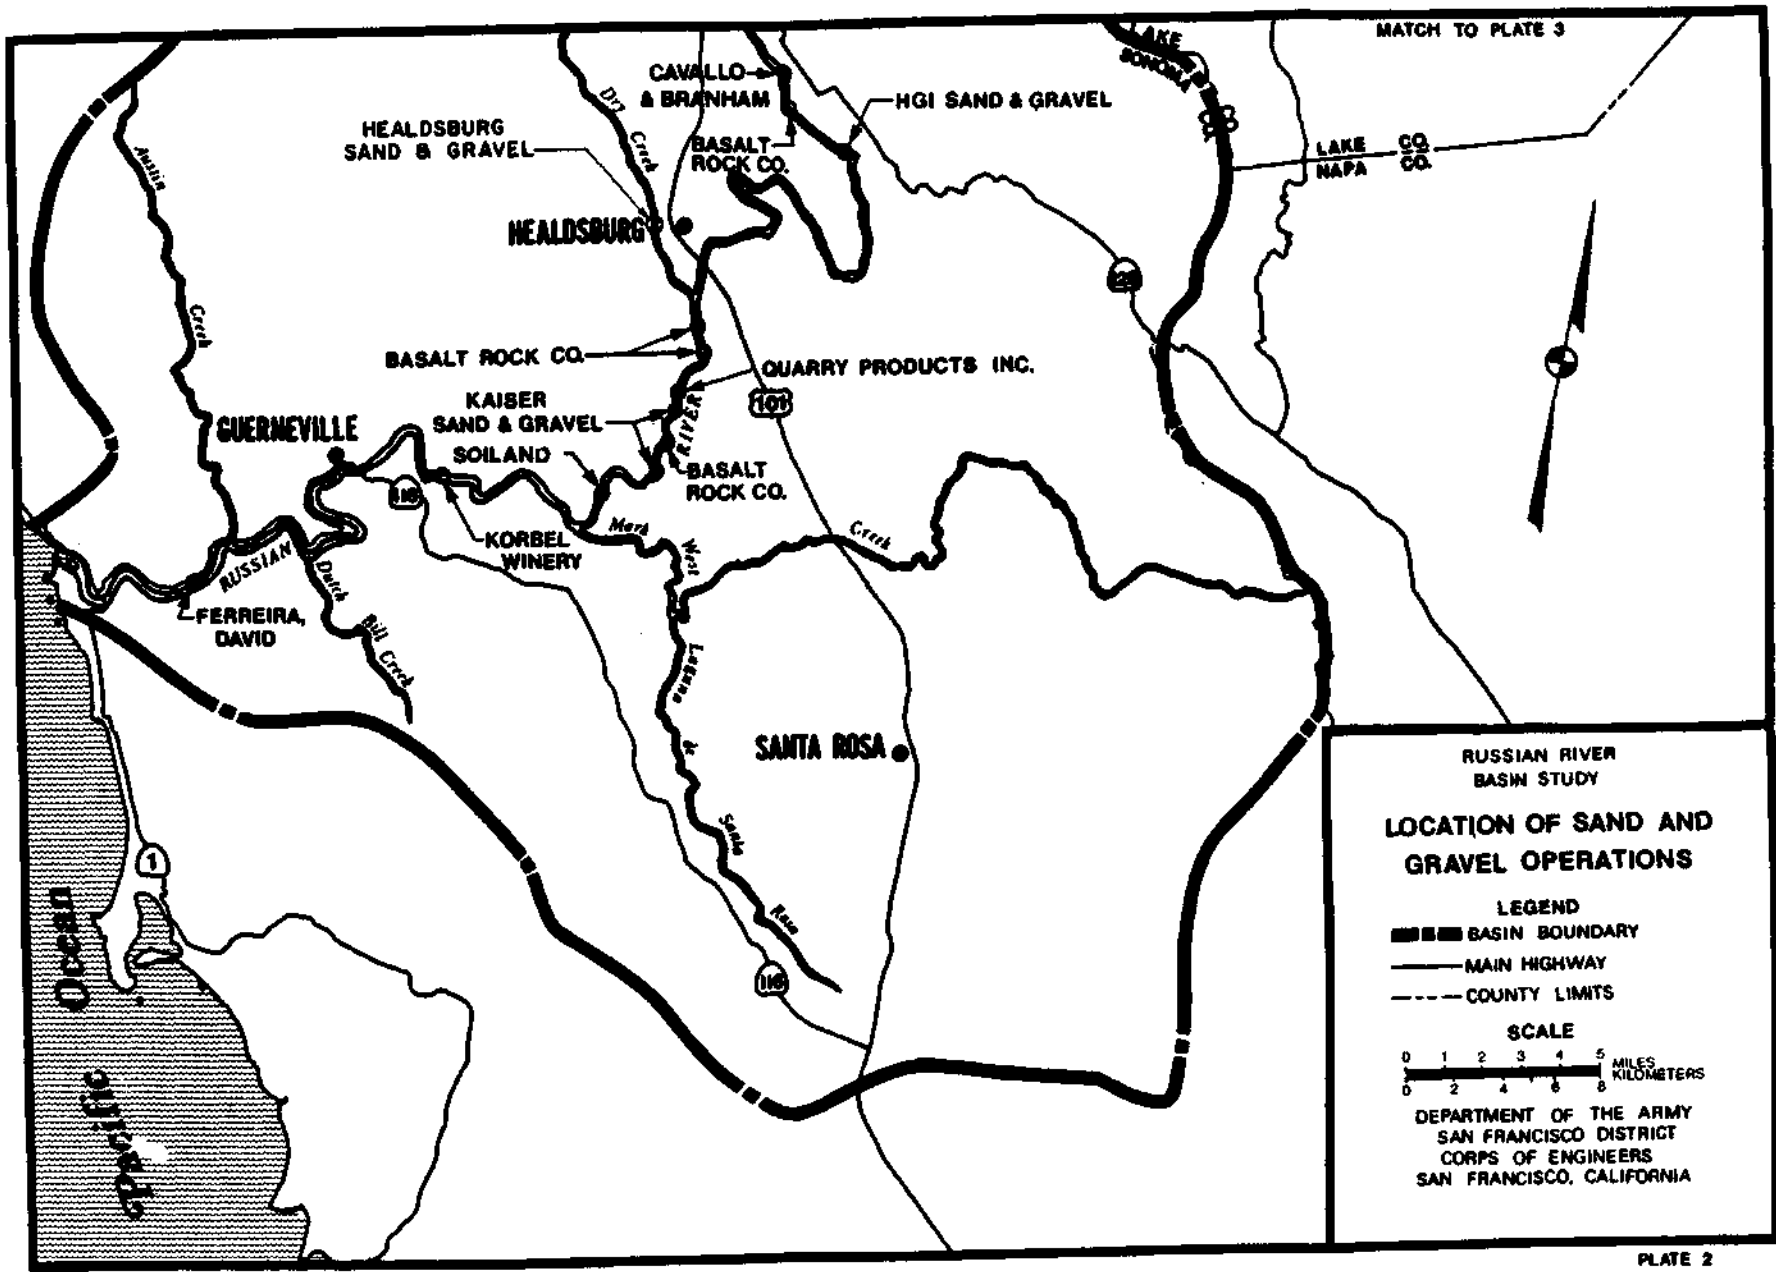 MATCH TO PLATE 3
LAKE
SONOMA
CAVALLO
& BRANHAM
HGI SAND & GRAVEL
Dry
Creek
HEALDSBURG
SAND & GRAVEL
BASALT
ROCK CO.
LAKE CO.
NAPA CO.
Austin
Creek
HEALDSBURG
128
BASALT ROCK CO.
QUARRY PRODUCTS INC.
101
KAISER
SAND & GRAVEL
RIVER
GUERNEVILLE
SOILAND
BASALT
ROCK CO.
116
KORBEL
WINERY
Mark
West
Creek
RUSSIAN
Dutch
Bill
Creek
FERREIRA,
DAVID
Laguna
de
Santa
Rosa
SANTA ROSA
1
116
Pacific Ocean
RUSSIAN RIVER
BASIN STUDY
LOCATION OF SAND AND
GRAVEL OPERATIONS
LEGEND
BASIN BOUNDARY
MAIN HIGHWAY
COUNTY LIMITS
SCALE
0 1 2 3 4 5 MILES
0 2 4 6 8 KILOMETERS
DEPARTMENT OF THE ARMY
SAN FRANCISCO DISTRICT
CORPS OF ENGINEERS
SAN FRANCISCO, CALIFORNIA
PLATE 2